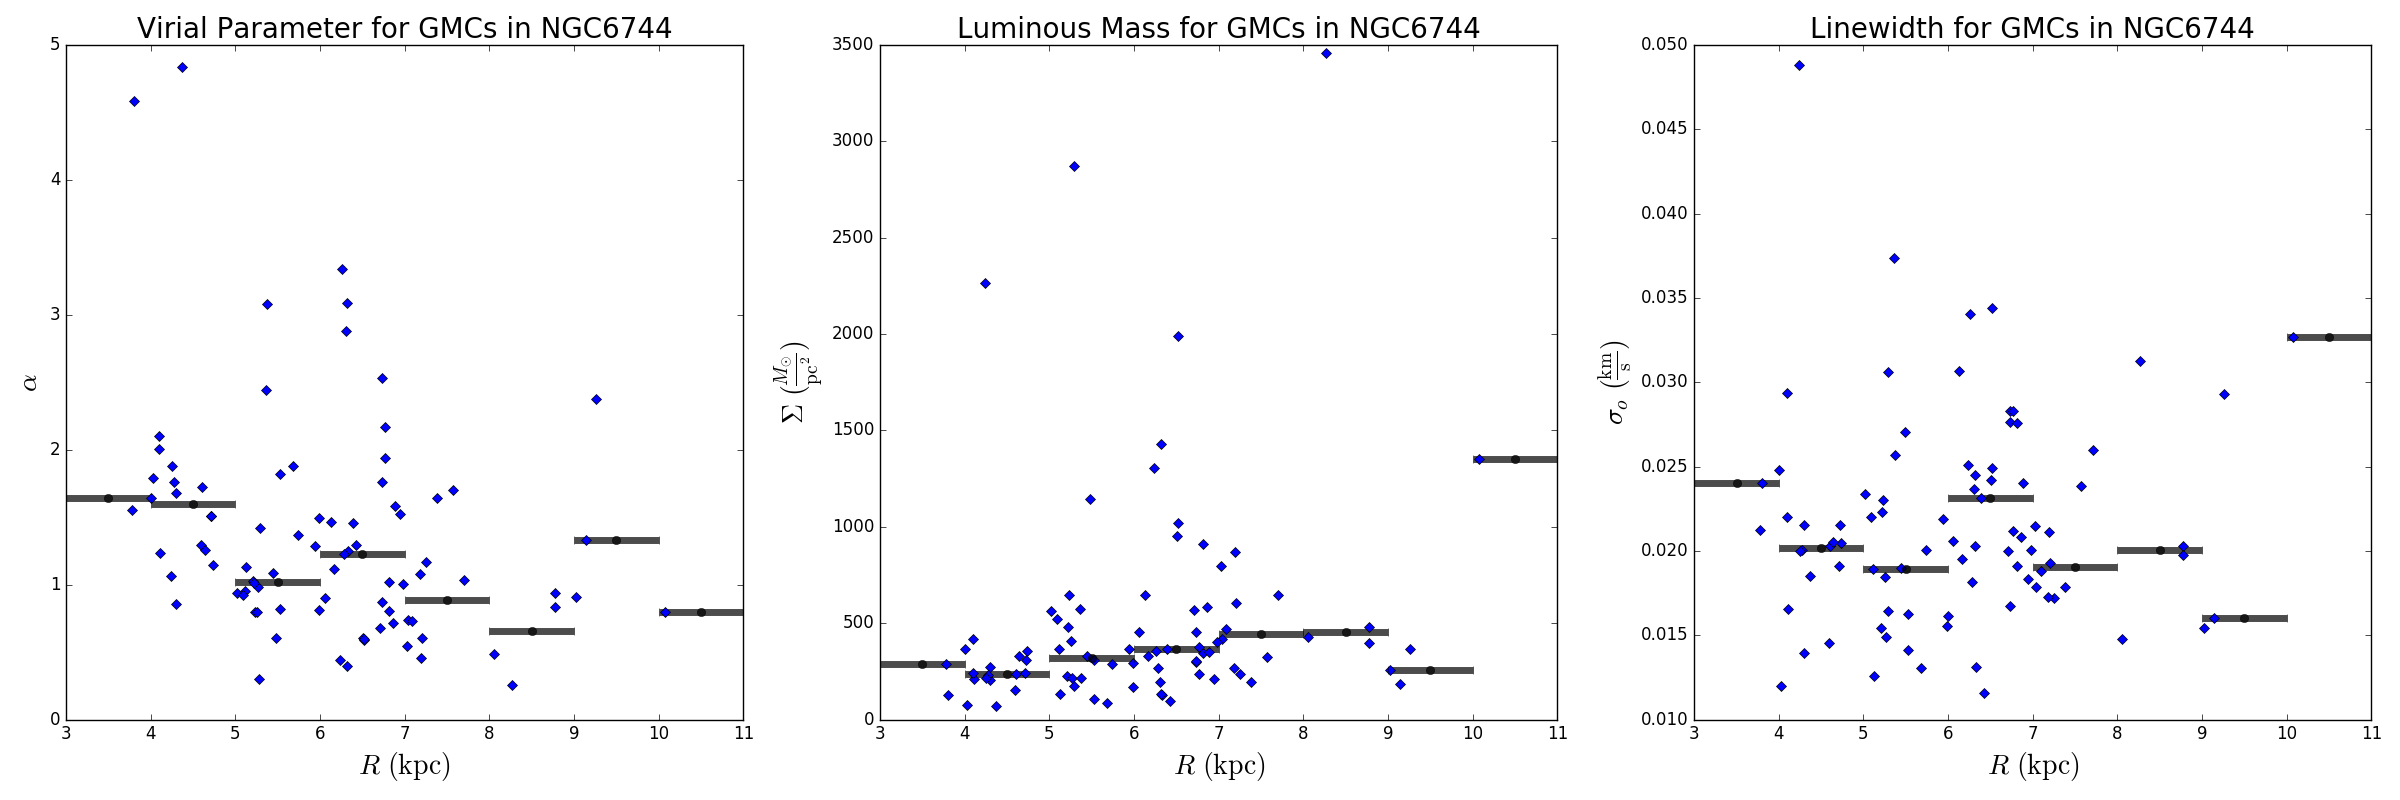 Virial Parameter for GMCs in NGC6744
5
4
3
2
1
0
α
3 4 5 6 7 8 9 10 11
R (kpc)
Luminous Mass for GMCs in NGC6744
3500
3000
2500
2000
1500
1000
500
0
Σ (M⊙/pc²)
3 4 5 6 7 8 9 10 11
R (kpc)
Linewidth for GMCs in NGC6744
0.050
0.045
0.040
0.035
0.030
0.025
0.020
0.015
0.010
σₒ (km/s)
3 4 5 6 7 8 9 10 11
R (kpc)